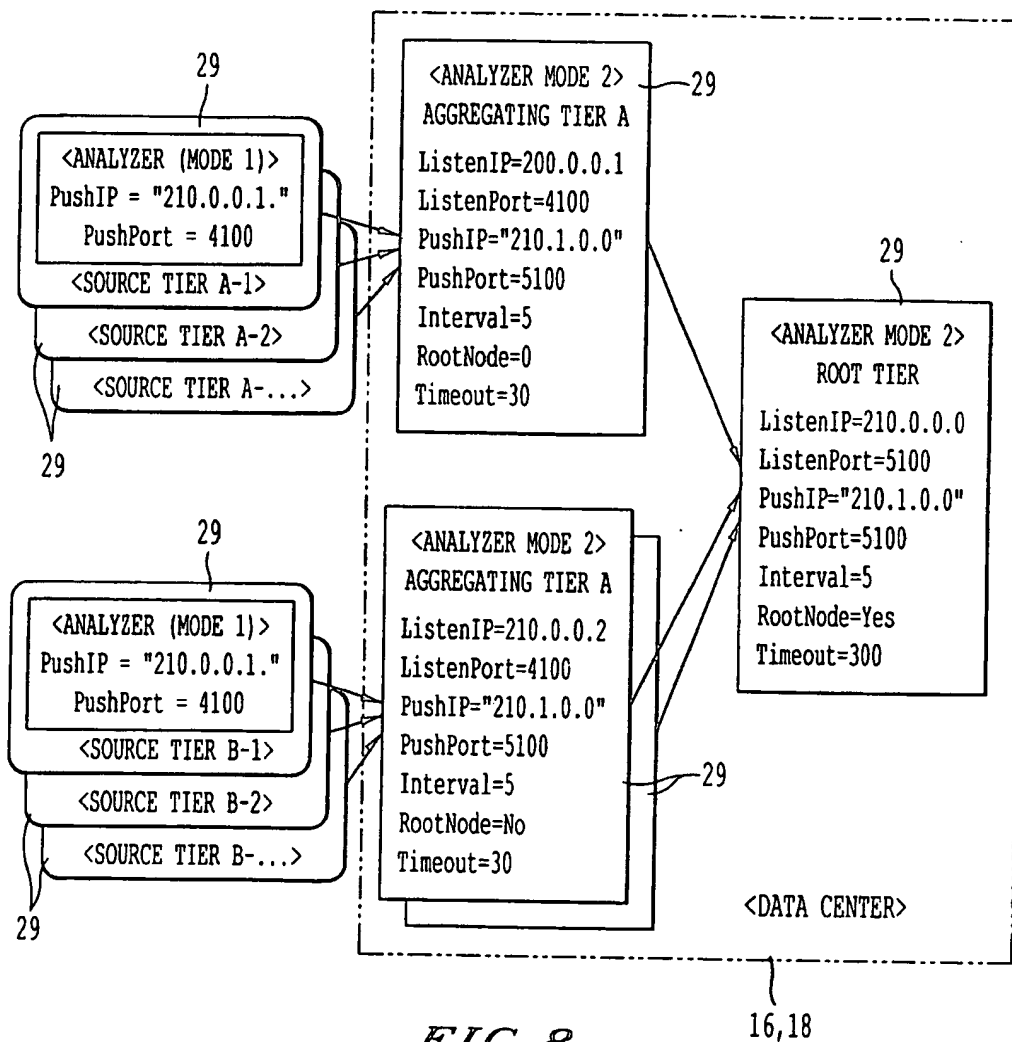 29
<ANALYZER (MODE 1)>
PushIP = "210.0.0.1."
PushPort = 4100
<SOURCE TIER A-1>
<SOURCE TIER A-2>
<SOURCE TIER A-...>
29
<ANALYZER MODE 2>
AGGREGATING TIER A
ListenIP=200.0.0.1
ListenPort=4100
PushIP="210.1.0.0"
PushPort=5100
Interval=5
RootNode=0
Timeout=30
29
29
<ANALYZER MODE 2>
ROOT TIER
ListenIP=210.0.0.0
ListenPort=5100
PushIP="210.1.0.0"
PushPort=5100
Interval=5
RootNode=Yes
Timeout=300
29
<ANALYZER (MODE 1)>
PushIP = "210.0.0.1."
PushPort = 4100
<SOURCE TIER B-1>
<SOURCE TIER B-2>
<SOURCE TIER B-...>
29
<ANALYZER MODE 2>
AGGREGATING TIER A
ListenIP=210.0.0.2
ListenPort=4100
PushIP="210.1.0.0"
PushPort=5100
Interval=5
RootNode=No
Timeout=30
29
<DATA CENTER>
16,18
FIG. 8